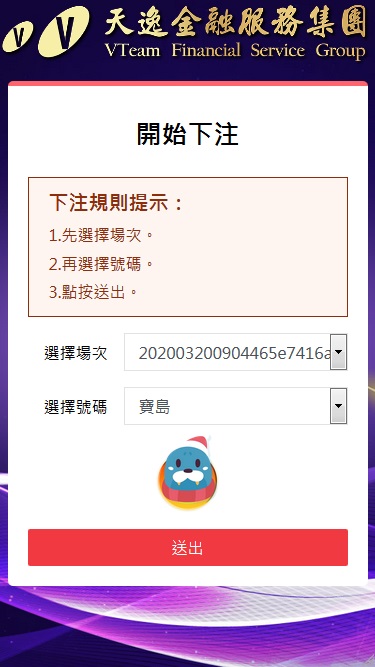 V V 天逸金融服務集團
VTeam Financial Service Group
開始下注
下注規則提示：
1.先選擇場次。
2.再選擇號碼。
3.點按送出。
選擇場次 202003200904465e7416a
選擇號碼 寶島
送出